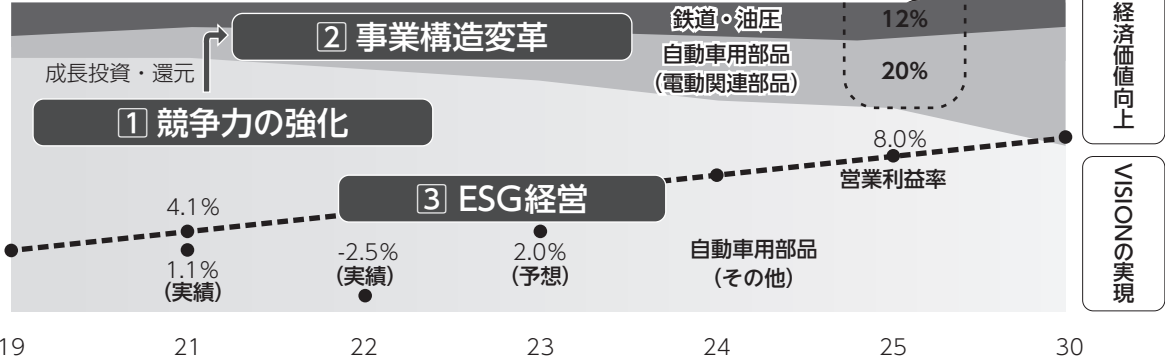 鉄道・油圧
12%
2 事業構造変革
自動車用部品
(電動関連部品)
20%
成長投資・還元
1 競争力の強化
経済価値向上
8.0%
営業利益率
3 ESG経営
4.1%
1.1%
(実績)
-2.5%
(実績)
2.0%
(予想)
自動車用部品
(その他)
VISIONの実現
19 21 22 23 24 25 30